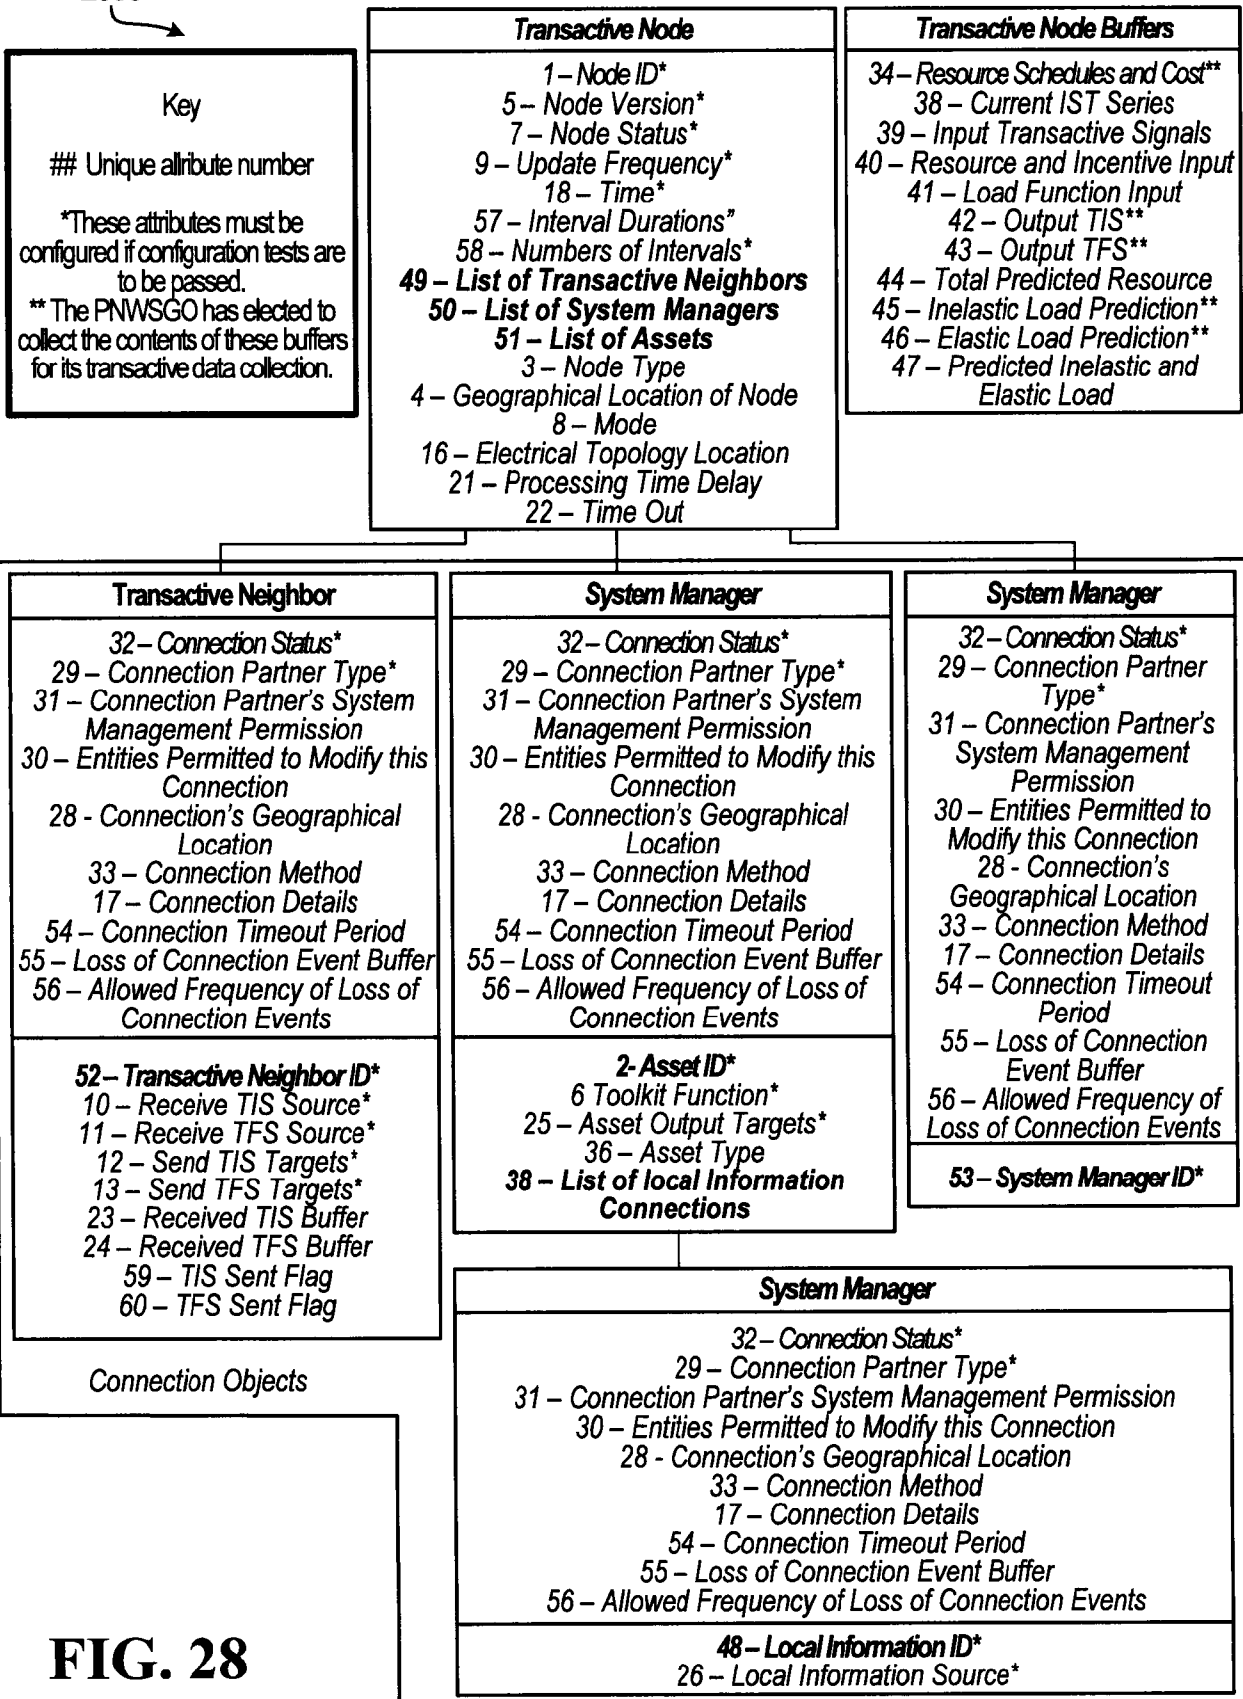 Key
## Unique allribute number
*These attributes must be
configured if configuration tests are
to be passed.
** The PNWSGO has elected to
collect the contents of these buffers
for its transactive data collection.
Transactive Node
1 – Node ID*
5 – Node Version*
7 – Node Status*
9 – Update Frequency*
18 – Time*
57 – Interval Durations"
58 – Numbers of Intervals*
49 – List of Transactive Neighbors
50 – List of System Managers
51 – List of Assets
3 – Node Type
4 – Geographical Location of Node
8 – Mode
16 – Electrical Topology Location
21 – Processing Time Delay
22 – Time Out
Transactive Node Buffers
34 – Resource Schedules and Cost**
38 – Current IST Series
39 – Input Transactive Signals
40 – Resource and Incentive Input
41 – Load Function Input
42 – Output TIS**
43 – Output TFS**
44 – Total Predicted Resource
45 – Inelastic Load Prediction**
46 – Elastic Load Prediction**
47 – Predicted Inelastic and
Elastic Load
Transactive Neighbor
32 – Connection Status*
29 – Connection Partner Type*
31 – Connection Partner's System
Management Permission
30 – Entities Permitted to Modify this
Connection
28 - Connection's Geographical
Location
33 – Connection Method
17 – Connection Details
54 – Connection Timeout Period
55 – Loss of Connection Event Buffer
56 – Allowed Frequency of Loss of
Connection Events
52 – Transactive Neighbor ID*
10 – Receive TIS Source*
11 – Receive TFS Source*
12 – Send TIS Targets*
13 – Send TFS Targets*
23 – Received TIS Buffer
24 – Received TFS Buffer
59 – TIS Sent Flag
60 – TFS Sent Flag
System Manager
32 – Connection Status*
29 – Connection Partner Type*
31 – Connection Partner's System
Management Permission
30 – Entities Permitted to Modify this
Connection
28 - Connection's Geographical
Location
33 – Connection Method
17 – Connection Details
54 – Connection Timeout Period
55 – Loss of Connection Event Buffer
56 – Allowed Frequency of Loss of
Connection Events
2- Asset ID*
6 Toolkit Function*
25 – Asset Output Targets*
36 – Asset Type
38 – List of local Information
Connections
System Manager
32 – Connection Status*
29 – Connection Partner
Type*
31 – Connection Partner's
System Management
Permission
30 – Entities Permitted to
Modify this Connection
28 - Connection's
Geographical Location
33 – Connection Method
17 – Connection Details
54 – Connection Timeout
Period
55 – Loss of Connection
Event Buffer
56 – Allowed Frequency of
Loss of Connection Events
53 – System Manager ID*
System Manager
32 – Connection Status*
29 – Connection Partner Type*
31 – Connection Partner's System Management Permission
30 – Entities Permitted to Modify this Connection
28 - Connection's Geographical Location
33 – Connection Method
17 – Connection Details
54 – Connection Timeout Period
55 – Loss of Connection Event Buffer
56 – Allowed Frequency of Loss of Connection Events
48 – Local Information ID*
26 – Local Information Source*
Connection Objects
FIG. 28